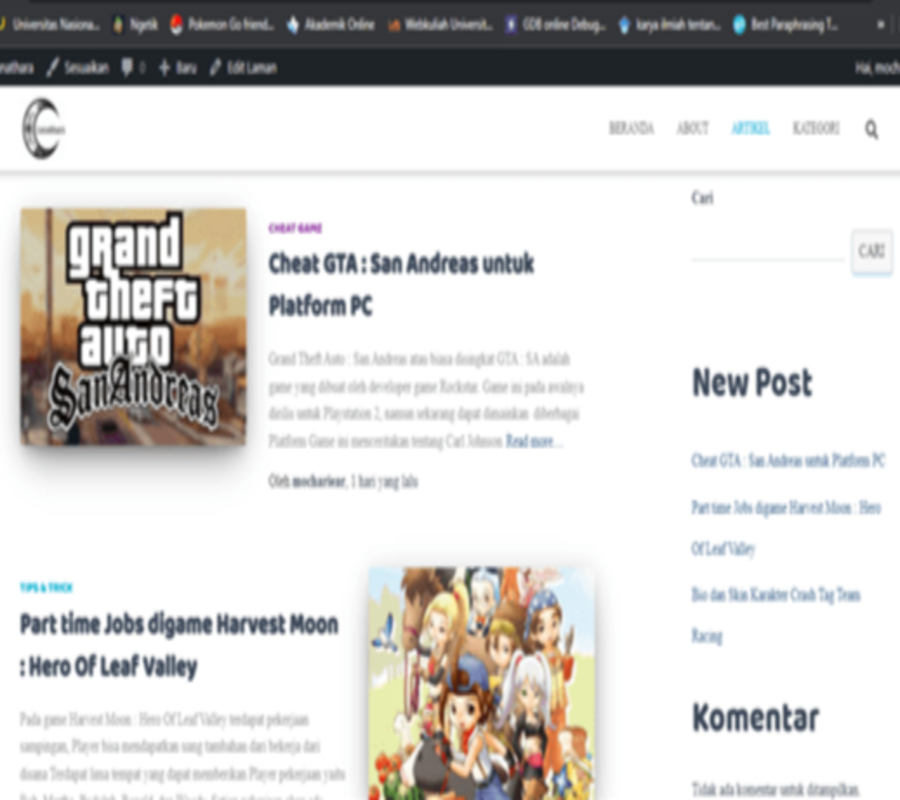 Universitas Nasiona...
Ngetik
Pokemon Go friend...
Akademik Online
Webkuliah Universit...
GDB online Debug...
karya ilmiah tentan...
Best Paraphrasing T...
»
Sesuaikan
0
Baru
Edit Laman
Hai, moch
BERANDA
ABOUT
ARTIKEL
KATEGORI
grand
theft
auto
San Andreas
CHEAT GAME
Cheat GTA : San Andreas untuk
Platform PC
Grand Theft Auto : San Andreas atau biasa disingkat GTA : SA adalah
game yang dibuat oleh developer game Rockstar. Game ini pada awalnya
dirilis untuk Playstation 2, namun sekarang dapat dimainkan diberbagai
Platform Game ini menceritakan tentang Carl Johnson Read more…
Oleh mochariear, 1 hari yang lalu
TIPS & TRICK
Part time Jobs digame Harvest Moon
: Hero Of Leaf Valley
Pada game Harvest Moon : Hero Of Leaf Valley terdapat pekerjaan
sampingan, Player bisa mendapatkan uang tambahan dari bekerja dari
disana Terdapat lima tempat yang dapat memberikan Player pekerjaan yaitu
Cari
CARI
New Post
Cheat GTA : San Andreas untuk Platform PC
Part time Jobs digame Harvest Moon : Hero
Of Leaf Valley
Bio dan Skin Karakter Crash Tag Team
Racing
Komentar
Tidak ada komentar untuk ditampilkan.